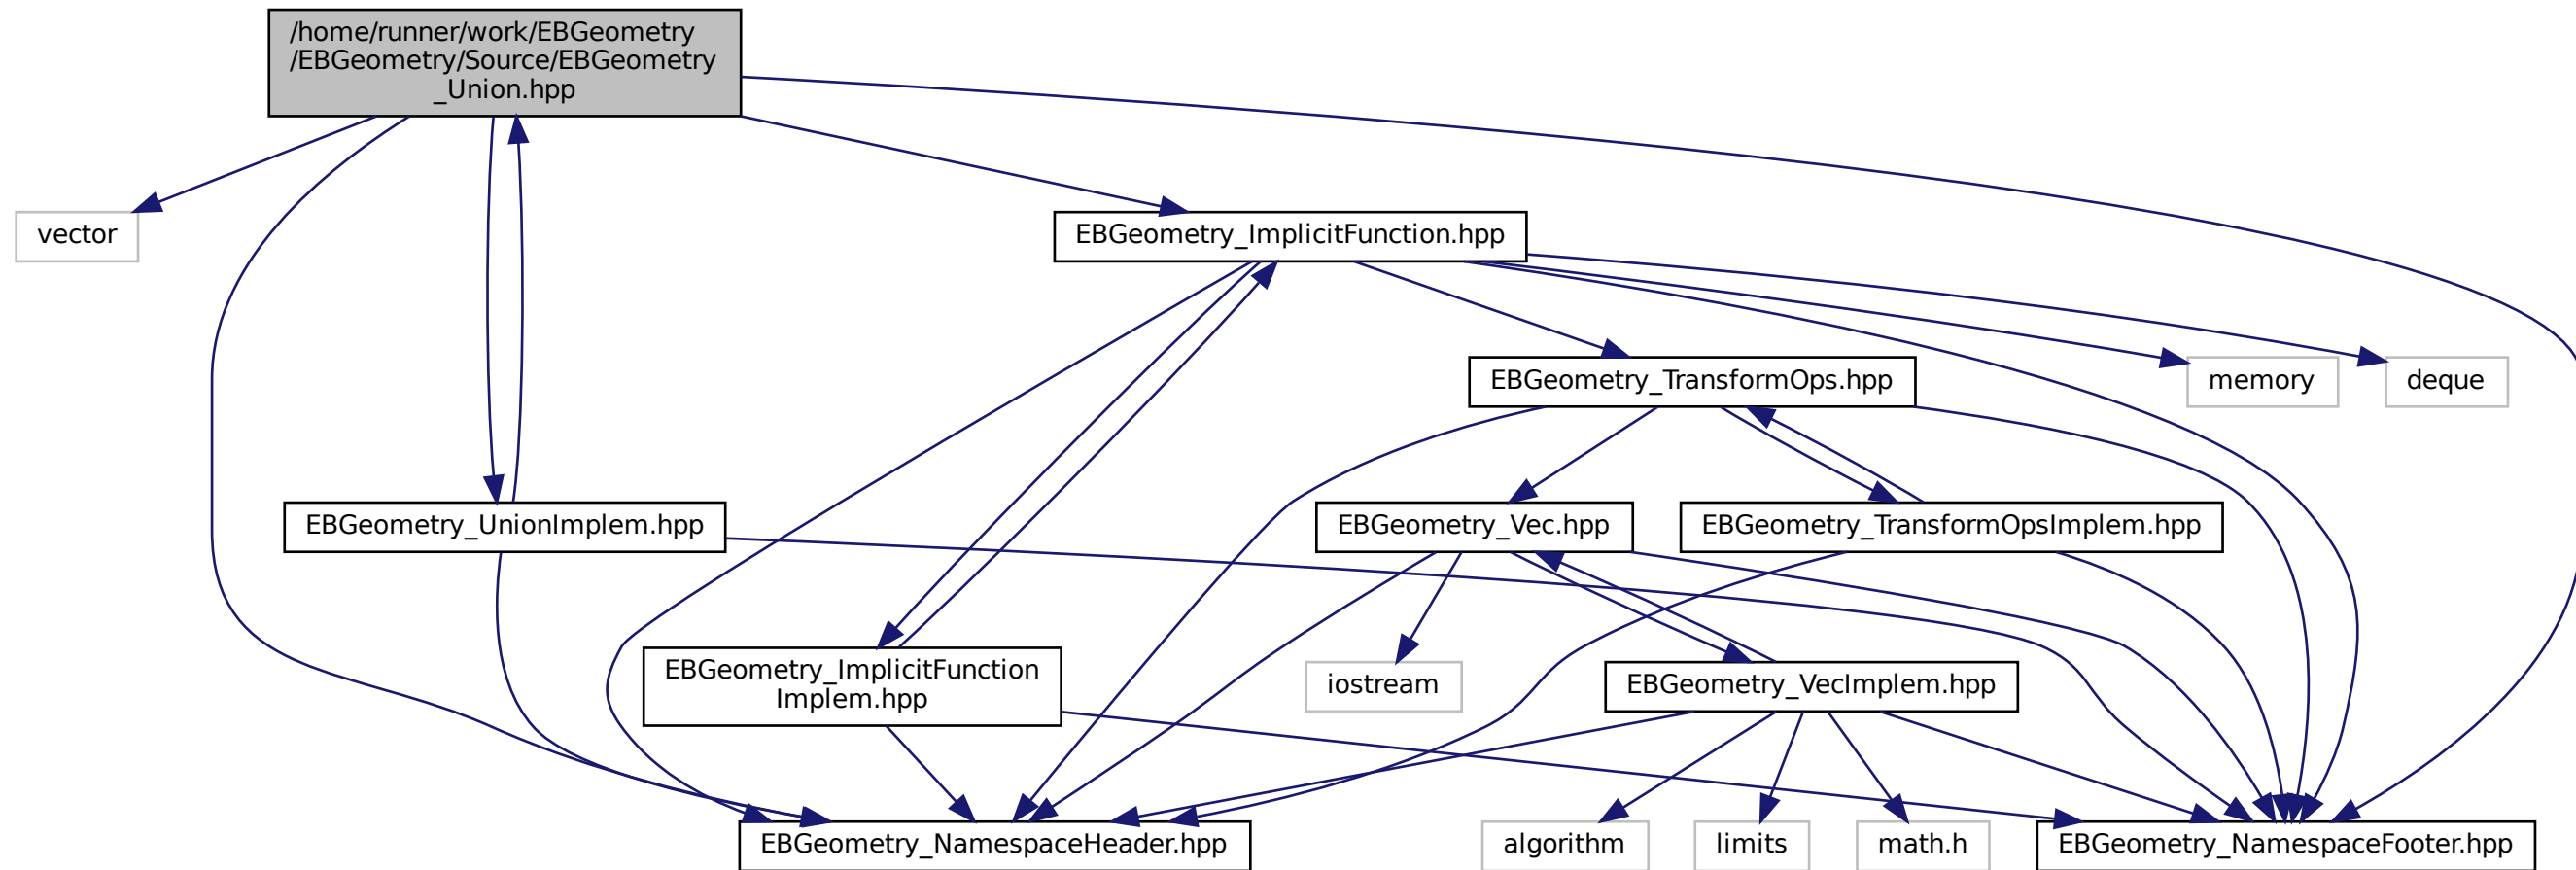 /home/runner/work/EBGeometry
/EBGeometry/Source/EBGeometry
_Union.hpp
vector
EBGeometry_ImplicitFunction.hpp
EBGeometry_TransformOps.hpp
memory
deque
EBGeometry_UnionImplem.hpp
EBGeometry_Vec.hpp
EBGeometry_TransformOpsImplem.hpp
EBGeometry_ImplicitFunction
Implem.hpp
iostream
EBGeometry_VecImplem.hpp
EBGeometry_NamespaceHeader.hpp
algorithm
limits
math.h
EBGeometry_NamespaceFooter.hpp